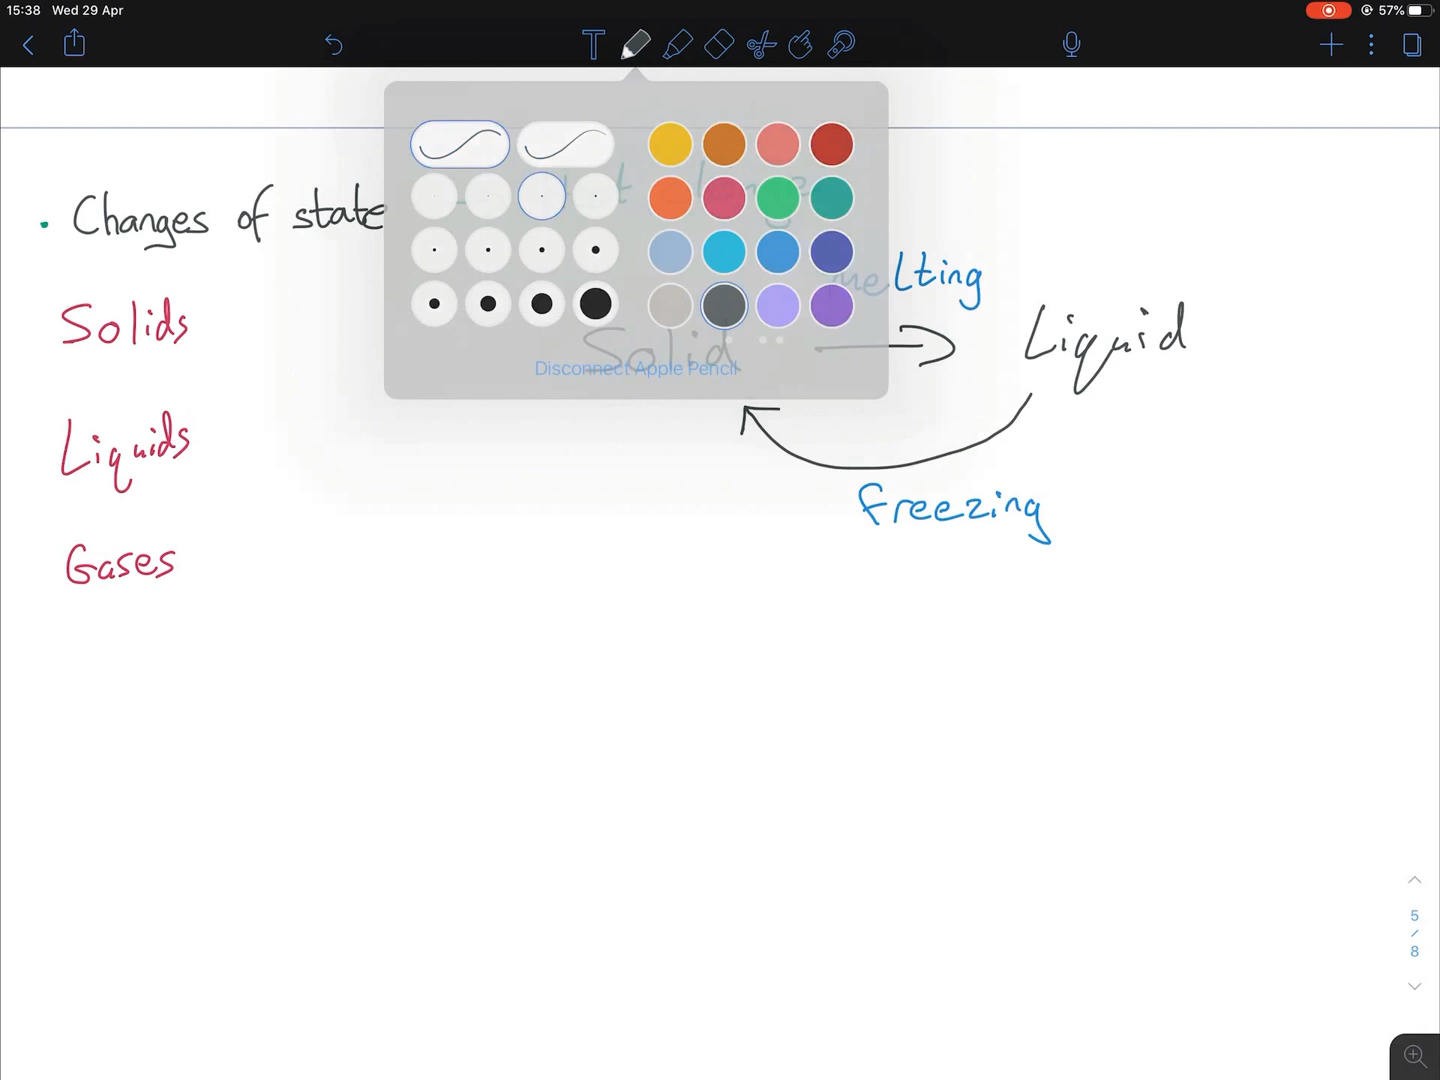 15:38 Wed 29 Apr
57%
· Changes of state
melting
Solids
Solid → Liquid
Disconnect Apple Pencil
Liquids
freezing
Gases
5
/
8